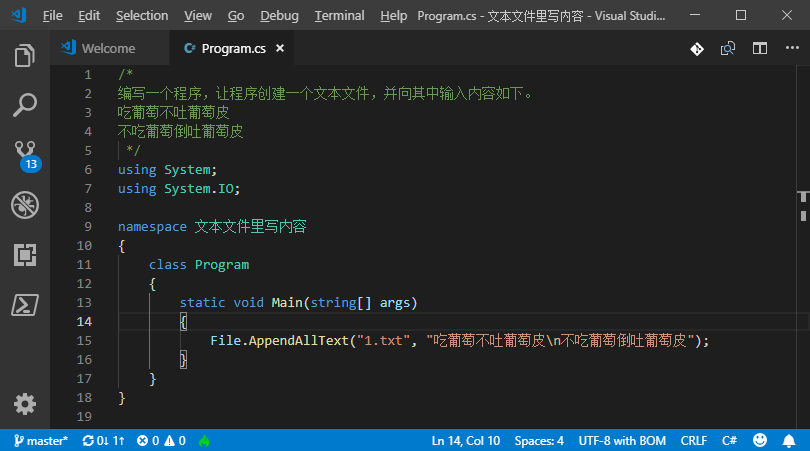 File Edit Selection View Go Debug Terminal Help Program.cs - 文本文件里写内容 - Visual Studi...
Welcome Program.cs
1 /*
2 编写一个程序，让程序创建一个文本文件，并向其中输入内容如下。
3 吃葡萄不吐葡萄皮
4 不吃葡萄倒吐葡萄皮
5 */
6 using System;
7 using System.IO;
8
9 namespace 文本文件里写内容
10 {
11 class Program
12 {
13 static void Main(string[] args)
14 {
15 File.AppendAllText("1.txt", "吃葡萄不吐葡萄皮\n不吃葡萄倒吐葡萄皮");
16 }
17 }
18 }
19
13
master* 0↓ 1↑ 0 0 Ln 14, Col 10 Spaces: 4 UTF-8 with BOM CRLF C#